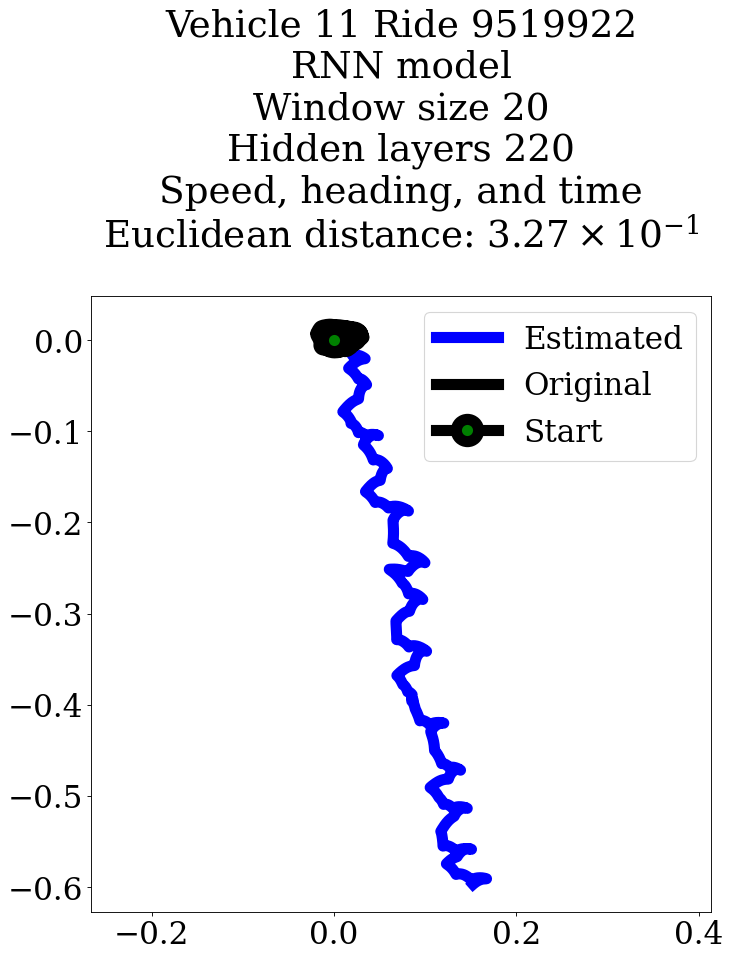 Vehicle 11 Ride 9519922
RNN model
Window size 20
Hidden layers 220
Speed, heading, and time
Euclidean distance: 3.27 × 10⁻¹
Estimated
Original
Start
0.0
−0.1
−0.2
−0.3
−0.4
−0.5
−0.6
−0.2 0.0 0.2 0.4